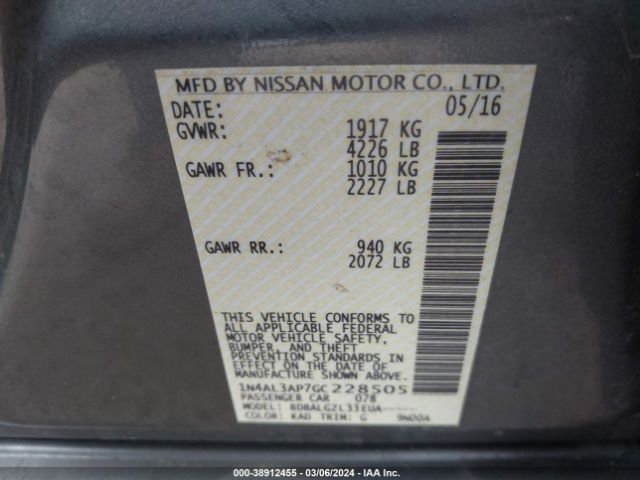 MFD BY NISSAN MOTOR CO., LTD.
DATE: 05/16
GVWR: 1917 KG
4226 LB
GAWR FR.: 1010 KG
2227 LB
GAWR RR.: 940 KG
2072 LB
THIS VEHICLE CONFORMS TO
ALL APPLICABLE FEDERAL
MOTOR VEHICLE SAFETY,
BUMPER, AND THEFT
PREVENTION STANDARDS IN
EFFECT ON THE DATE OF
MANUFACTURE SHOWN ABOVE.
1N4AL3AP7GC228505
PASSENGER CAR 078
MODEL: BDBALGZL33EUA-----
COLOR: KAD TRIM: G 9N00A
000-38912455 - 03/06/2024 - IAA Inc.